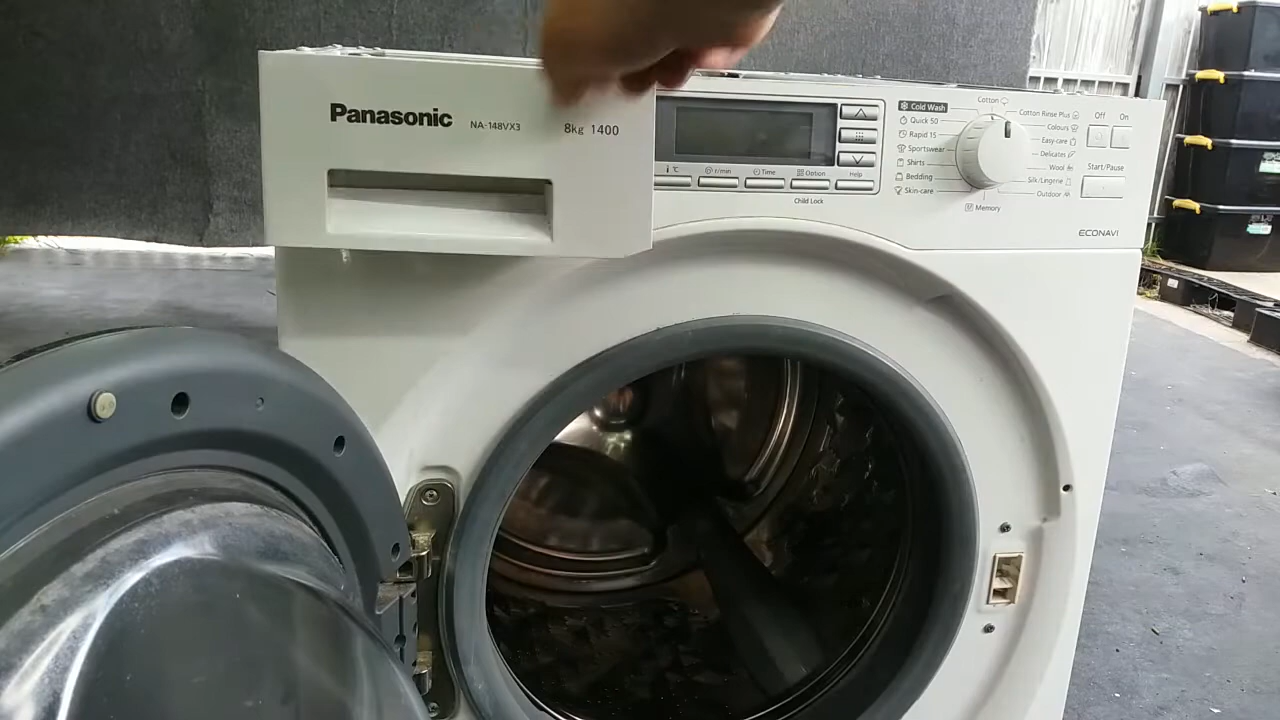 Panasonic
NA-148VX3
8kg 1400
°C
r/min
Time
Option
Help
Child Lock
Cold Wash
Quick 50
Rapid 15
Sportswear
Shirts
Bedding
Skin-care
Cotton
Cotton Rinse Plus
Colours
Easy-care
Delicates
Wool
Silk/Lingerie
Outdoor
Memory
Off
On
Start/Pause
ECONAVI